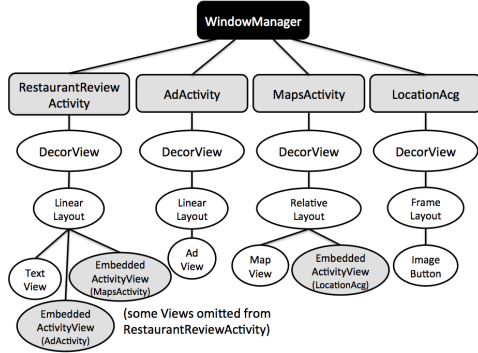 WindowManager
RestaurantReview
Activity
AdActivity
MapsActivity
LocationAcg
DecorView
DecorView
DecorView
DecorView
Linear
Layout
Linear
Layout
Relative
Layout
Frame
Layout
Text
View
Embedded
ActivityView
(AdActivity)
Embedded
ActivityView
(MapsActivity)
Ad
View
Map
View
Embedded
ActivityView
(LocationAcg)
Image
Button
(some Views omitted from
RestaurantReviewActivity)